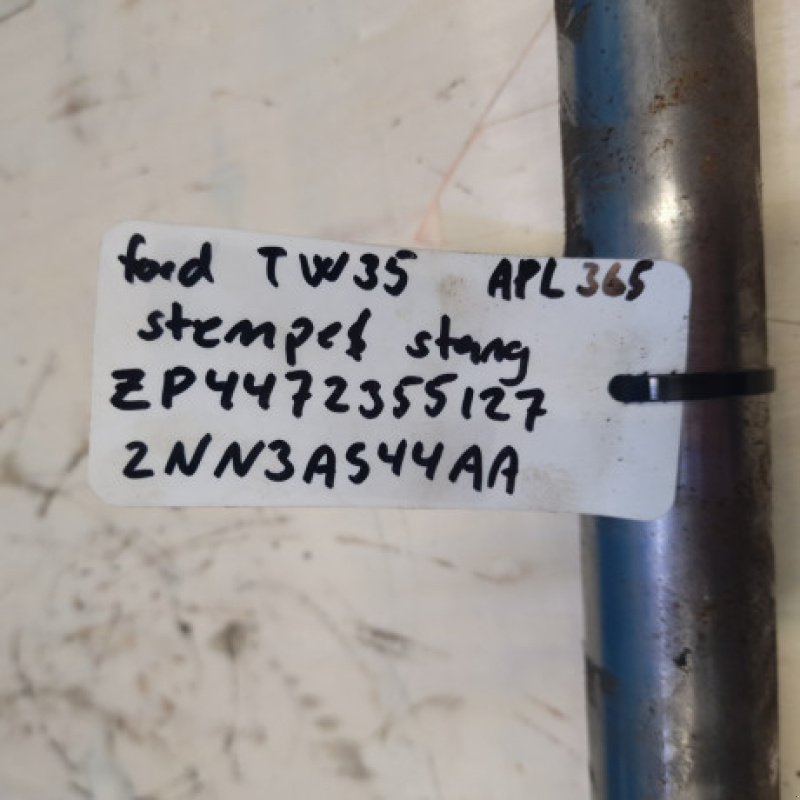 ford TW35 APL365
stempel stang
ZP4472355127
2NN3A544AA